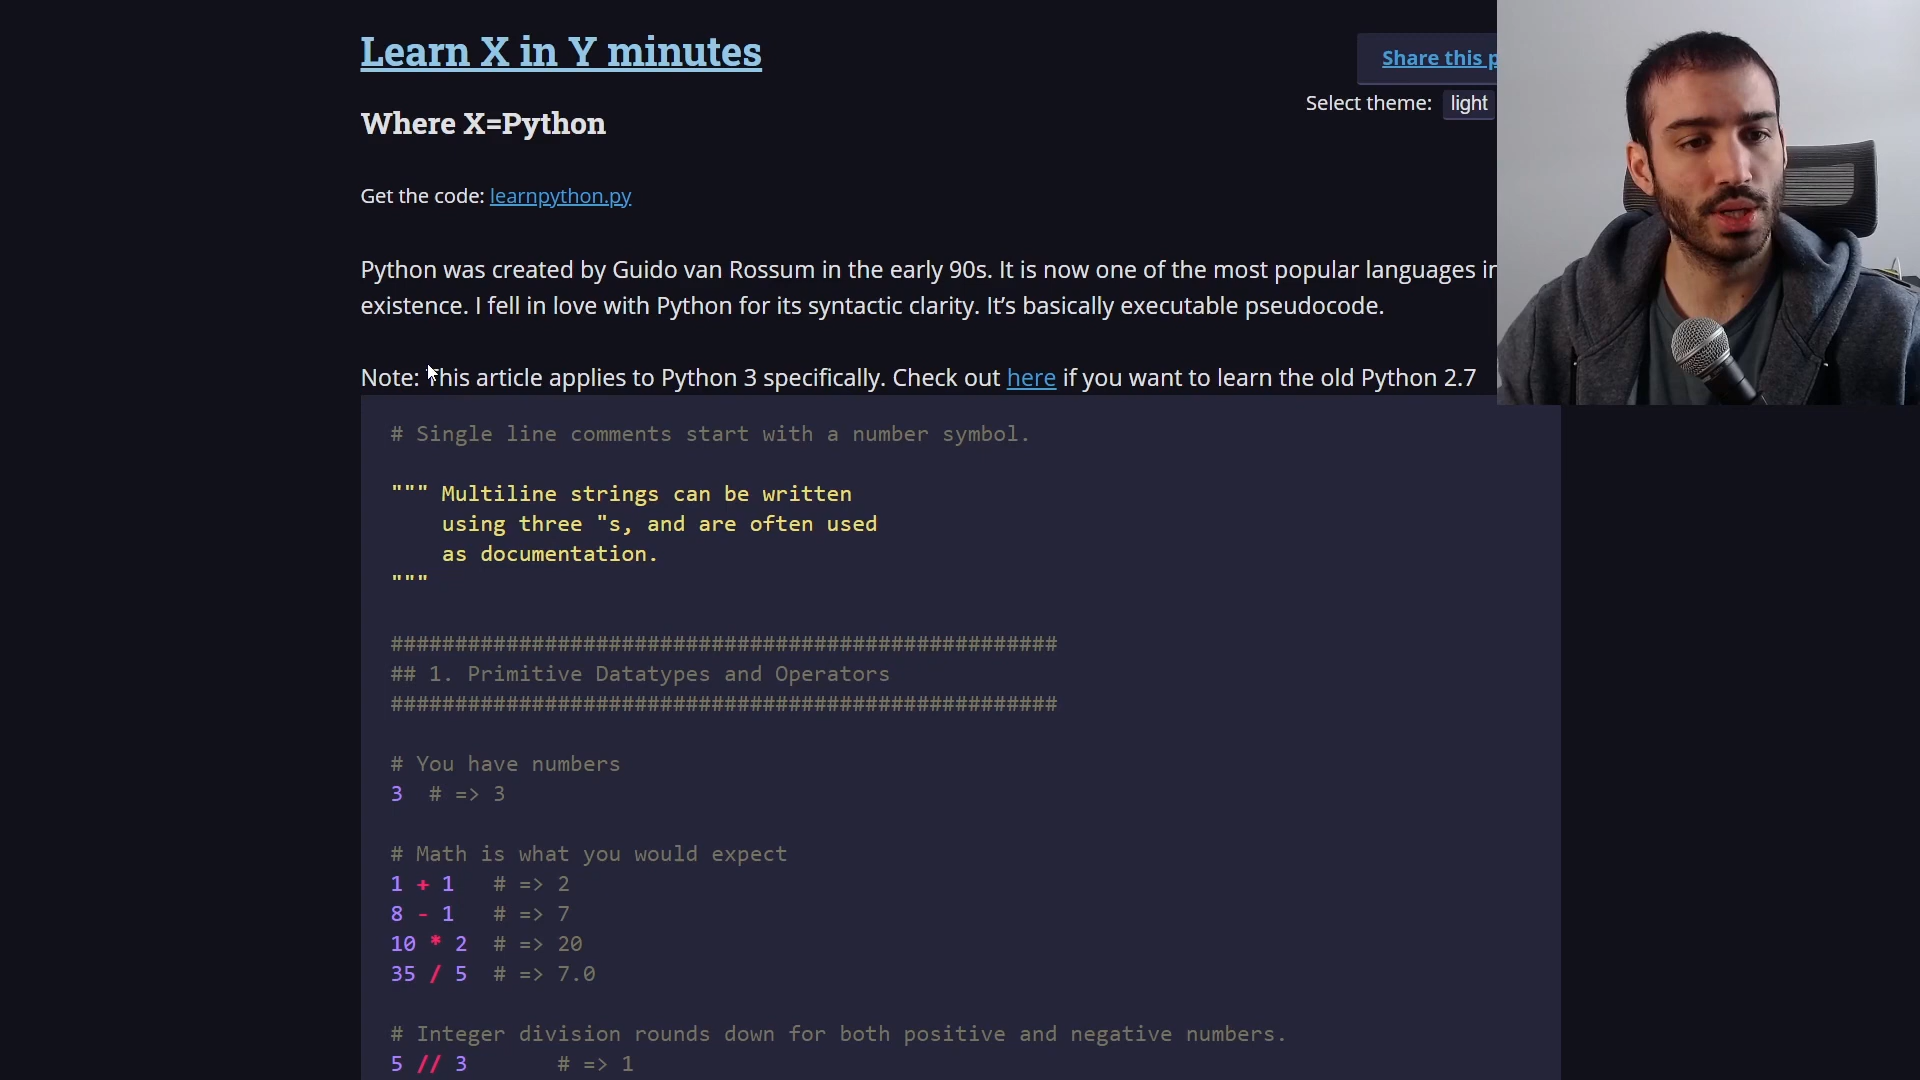 Learn X in Y minutes
Share this p
Select theme: light
Where X=Python
Get the code: learnpython.py
Python was created by Guido van Rossum in the early 90s. It is now one of the most popular languages in
existence. I fell in love with Python for its syntactic clarity. It’s basically executable pseudocode.
Note: This article applies to Python 3 specifically. Check out here if you want to learn the old Python 2.7
# Single line comments start with a number symbol.
""" Multiline strings can be written
using three "s, and are often used
as documentation.
"""
####################################################
## 1. Primitive Datatypes and Operators
####################################################
# You have numbers
3 # => 3
# Math is what you would expect
1 + 1 # => 2
8 - 1 # => 7
10 * 2 # => 20
35 / 5 # => 7.0
# Integer division rounds down for both positive and negative numbers.
5 // 3 # => 1